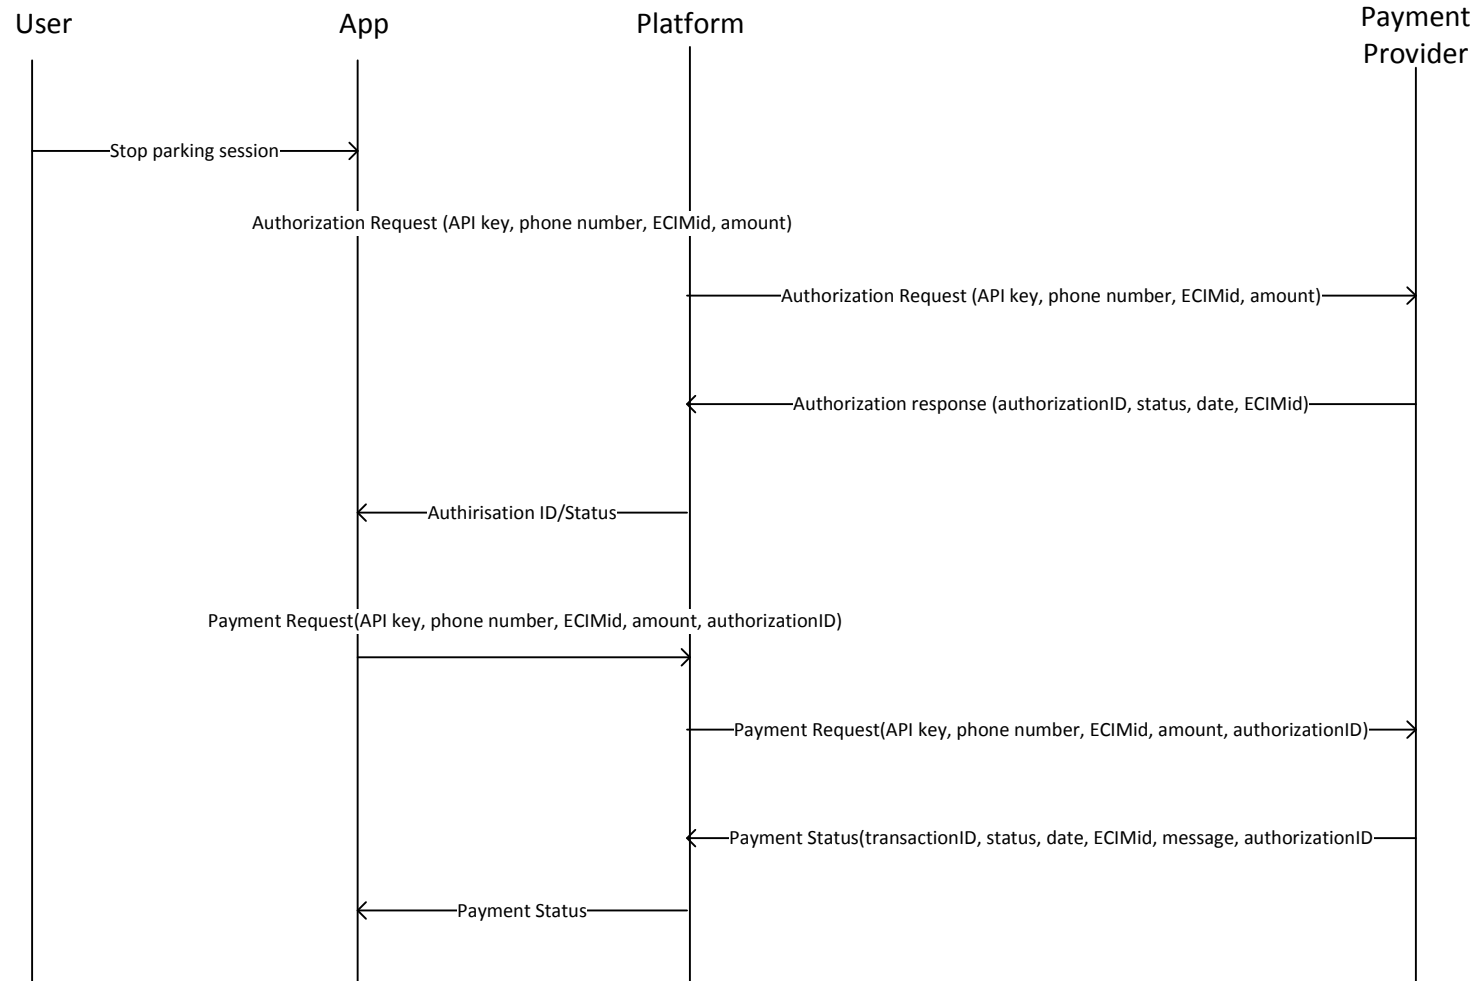 User
App
Platform
Payment
Provider
Stop parking session
Authorization Request (API key, phone number, ECIMid, amount)
Authorization Request (API key, phone number, ECIMid, amount)
Authorization response (authorizationID, status, date, ECIMid)
Authirisation ID/Status
Payment Request(API key, phone number, ECIMid, amount, authorizationID)
Payment Request(API key, phone number, ECIMid, amount, authorizationID)
Payment Status(transactionID, status, date, ECIMid, message, authorizationID
Payment Status